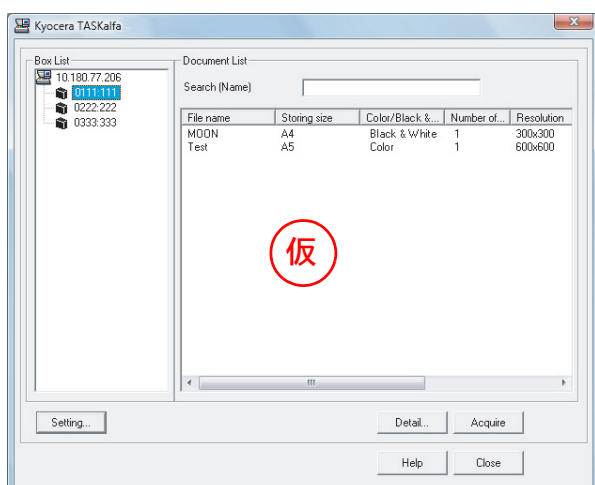 Kyocera TASKalfa
Box List
10.180.77.206
0111:111
0222:222
0333:333
Document List
Search (Name)
File name Storing size Color/Black &... Number of... Resolution
MOON A4 Black & White 1 300x300
Test A5 Color 1 600x600
仮
Setting... Detail... Acquire
Help Close